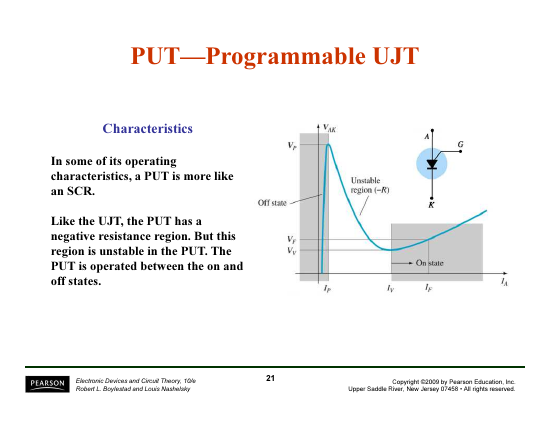 PUT—Programmable UJT
Characteristics
In some of its operating
characteristics, a PUT is more like
an SCR.
Like the UJT, the PUT has a
negative resistance region. But this
region is unstable in the PUT. The
PUT is operated between the on and
off states.
V_AK
V_P
A
G
K
Unstable
region (–R)
Off state
V_F
V_V
On state
I_P
I_V
I_F
I_A
PEARSON
Electronic Devices and Circuit Theory, 10/e
Robert L. Boylestad and Louis Nashelsky
21
Copyright ©2009 by Pearson Education, Inc.
Upper Saddle River, New Jersey 07458 • All rights reserved.